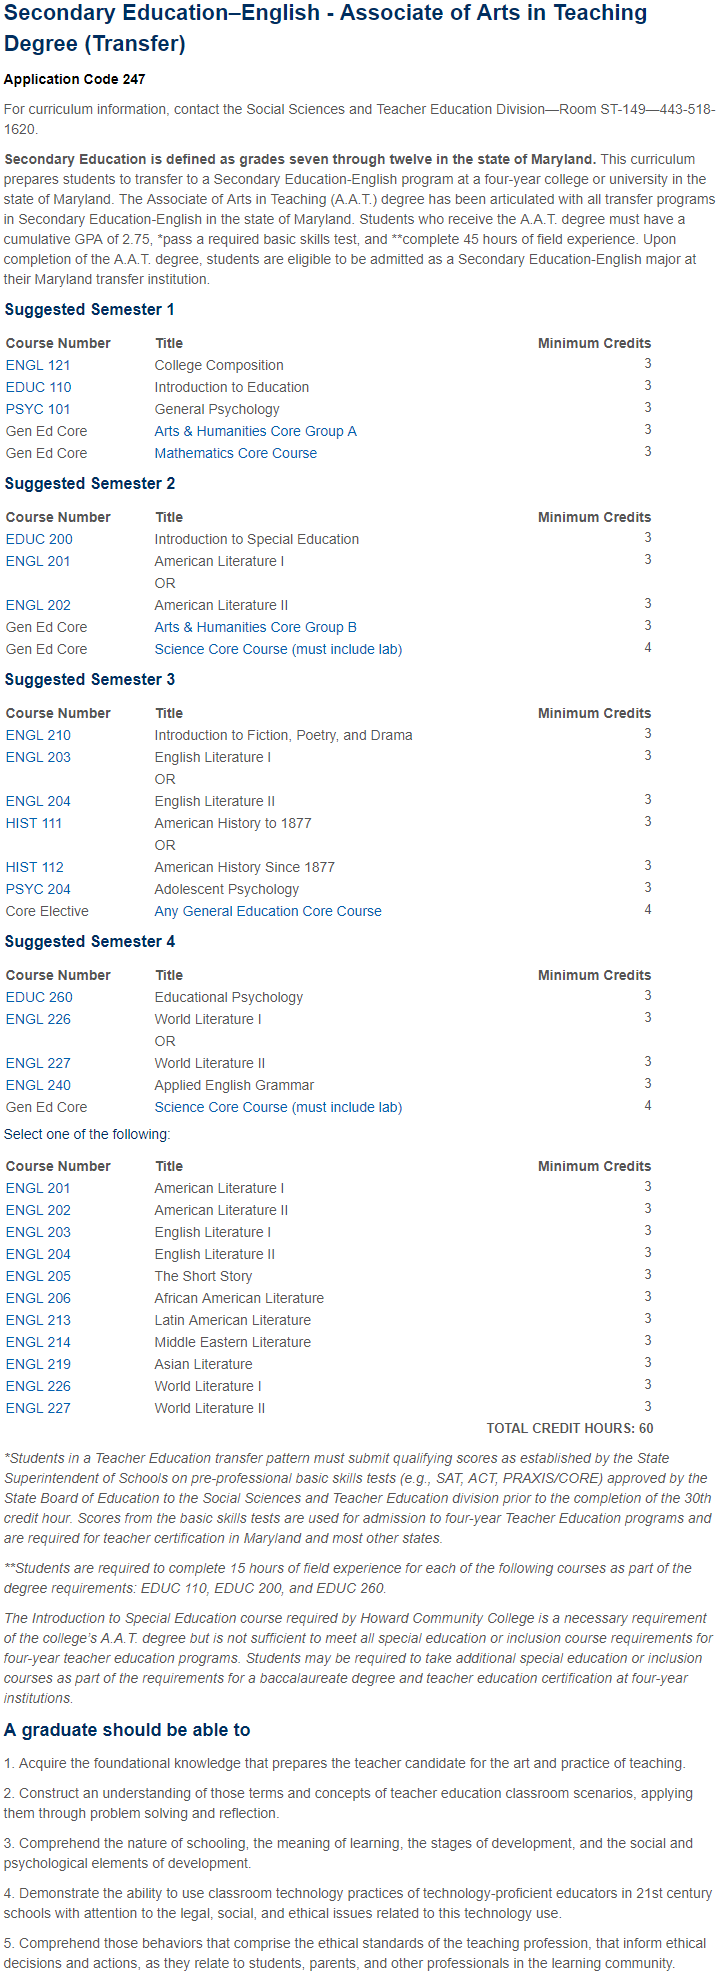 Secondary Education–English - Associate of Arts in Teaching
Degree (Transfer)
Application Code 247
For curriculum information, contact the Social Sciences and Teacher Education Division—Room ST-149—443-518-
1620.
Secondary Education is defined as grades seven through twelve in the state of Maryland. This curriculum
prepares students to transfer to a Secondary Education-English program at a four-year college or university in the
state of Maryland. The Associate of Arts in Teaching (A.A.T.) degree has been articulated with all transfer programs
in Secondary Education-English in the state of Maryland. Students who receive the A.A.T. degree must have a
cumulative GPA of 2.75, *pass a required basic skills test, and **complete 45 hours of field experience. Upon
completion of the A.A.T. degree, students are eligible to be admitted as a Secondary Education-English major at
their Maryland transfer institution.
Suggested Semester 1
Course Number Title Minimum Credits
ENGL 121 College Composition 3
EDUC 110 Introduction to Education 3
PSYC 101 General Psychology 3
Gen Ed Core Arts & Humanities Core Group A 3
Gen Ed Core Mathematics Core Course 3
Suggested Semester 2
Course Number Title Minimum Credits
EDUC 200 Introduction to Special Education 3
ENGL 201 American Literature I 3
OR
ENGL 202 American Literature II 3
Gen Ed Core Arts & Humanities Core Group B 3
Gen Ed Core Science Core Course (must include lab) 4
Suggested Semester 3
Course Number Title Minimum Credits
ENGL 210 Introduction to Fiction, Poetry, and Drama 3
ENGL 203 English Literature I 3
OR
ENGL 204 English Literature II 3
HIST 111 American History to 1877 3
OR
HIST 112 American History Since 1877 3
PSYC 204 Adolescent Psychology 3
Core Elective Any General Education Core Course 4
Suggested Semester 4
Course Number Title Minimum Credits
EDUC 260 Educational Psychology 3
ENGL 226 World Literature I 3
OR
ENGL 227 World Literature II 3
ENGL 240 Applied English Grammar 3
Gen Ed Core Science Core Course (must include lab) 4
Select one of the following:
Course Number Title Minimum Credits
ENGL 201 American Literature I 3
ENGL 202 American Literature II 3
ENGL 203 English Literature I 3
ENGL 204 English Literature II 3
ENGL 205 The Short Story 3
ENGL 206 African American Literature 3
ENGL 213 Latin American Literature 3
ENGL 214 Middle Eastern Literature 3
ENGL 219 Asian Literature 3
ENGL 226 World Literature I 3
ENGL 227 World Literature II 3
TOTAL CREDIT HOURS: 60
*Students in a Teacher Education transfer pattern must submit qualifying scores as established by the State
Superintendent of Schools on pre-professional basic skills tests (e.g., SAT, ACT, PRAXIS/CORE) approved by the
State Board of Education to the Social Sciences and Teacher Education division prior to the completion of the 30th
credit hour. Scores from the basic skills tests are used for admission to four-year Teacher Education programs and
are required for teacher certification in Maryland and most other states.
**Students are required to complete 15 hours of field experience for each of the following courses as part of the
degree requirements: EDUC 110, EDUC 200, and EDUC 260.
The Introduction to Special Education course required by Howard Community College is a necessary requirement
of the college's A.A.T. degree but is not sufficient to meet all special education or inclusion course requirements for
four-year teacher education programs. Students may be required to take additional special education or inclusion
courses as part of the requirements for a baccalaureate degree and teacher education certification at four-year
institutions.
A graduate should be able to
1. Acquire the foundational knowledge that prepares the teacher candidate for the art and practice of teaching.
2. Construct an understanding of those terms and concepts of teacher education classroom scenarios, applying
them through problem solving and reflection.
3. Comprehend the nature of schooling, the meaning of learning, the stages of development, and the social and
psychological elements of development.
4. Demonstrate the ability to use classroom technology practices of technology-proficient educators in 21st century
schools with attention to the legal, social, and ethical issues related to this technology use.
5. Comprehend those behaviors that comprise the ethical standards of the teaching profession, that inform ethical
decisions and actions, as they relate to students, parents, and other professionals in the learning community.